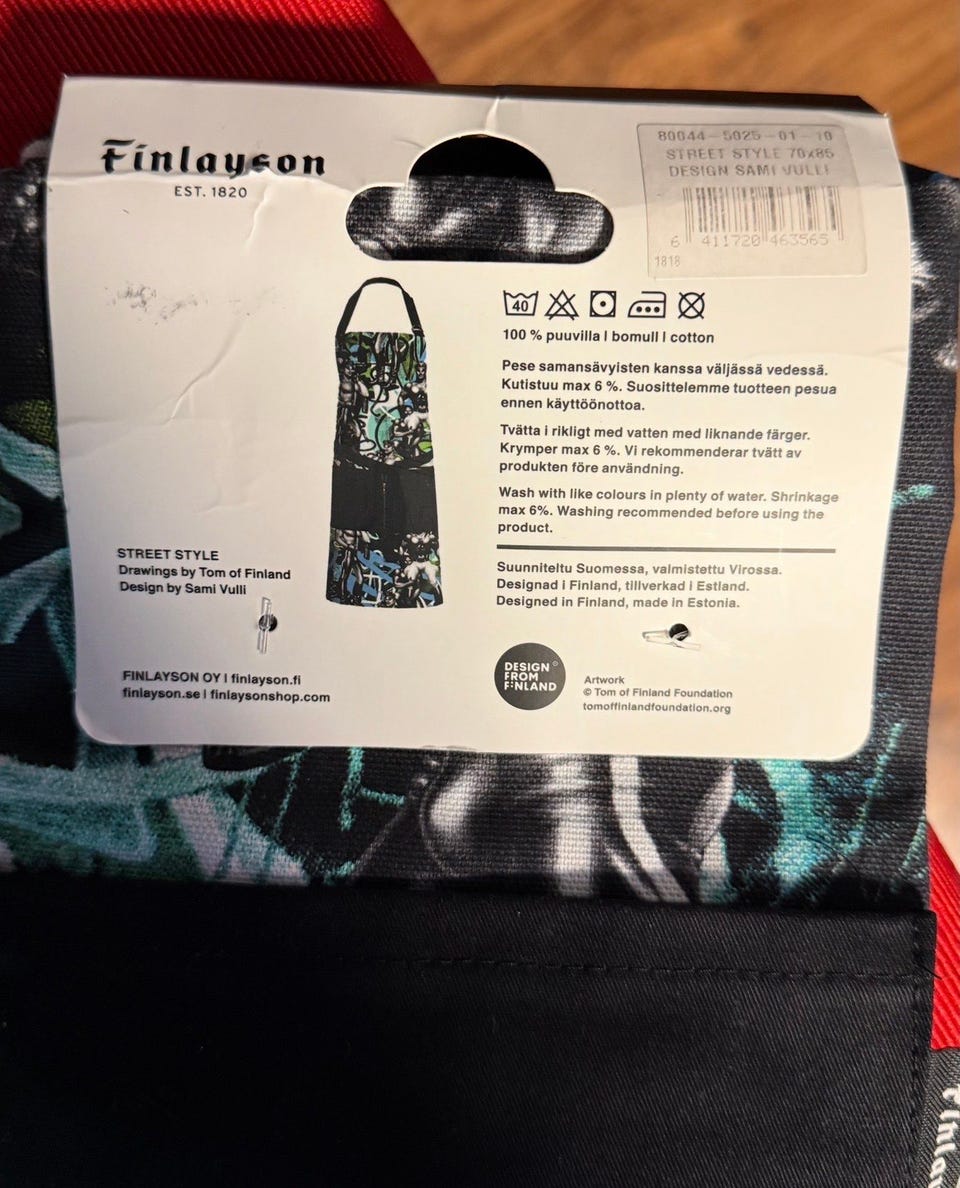 Finlayson
EST. 1820
80044-5025-01-10
STREET STYLE 70x85
DESIGN SAMI VULLI
6 411720 463565
1818
40
100 % puuvilla | bomull | cotton
Pese samansävyisten kanssa väljässä vedessä.
Kutistuu max 6 %. Suosittelemme tuotteen pesua
ennen käyttöönottoa.
Tvätta i rikligt med vatten med liknande färger.
Krymper max 6 %. Vi rekommenderar tvätt av
produkten före användning.
Wash with like colours in plenty of water. Shrinkage
max 6%. Washing recommended before using the
product.
Suunniteltu Suomessa, valmistettu Virossa.
Designad i Finland, tillverkad i Estland.
Designed in Finland, made in Estonia.
STREET STYLE
Drawings by Tom of Finland
Design by Sami Vulli
FINLAYSON OY | finlayson.fi
finlayson.se | finlaysonshop.com
DESIGN
FROM
FINLAND
Artwork
© Tom of Finland Foundation
tomoffinlandfoundation.org